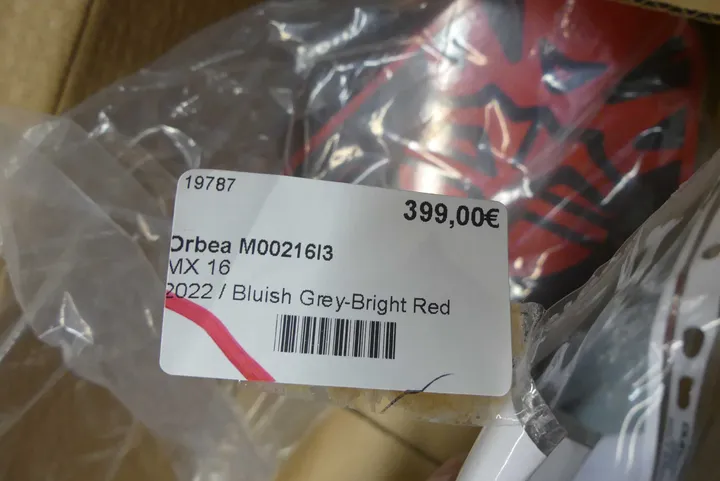 19787
399,00€
Orbea M00216I3
MX 16
2022 / Bluish Grey-Bright Red